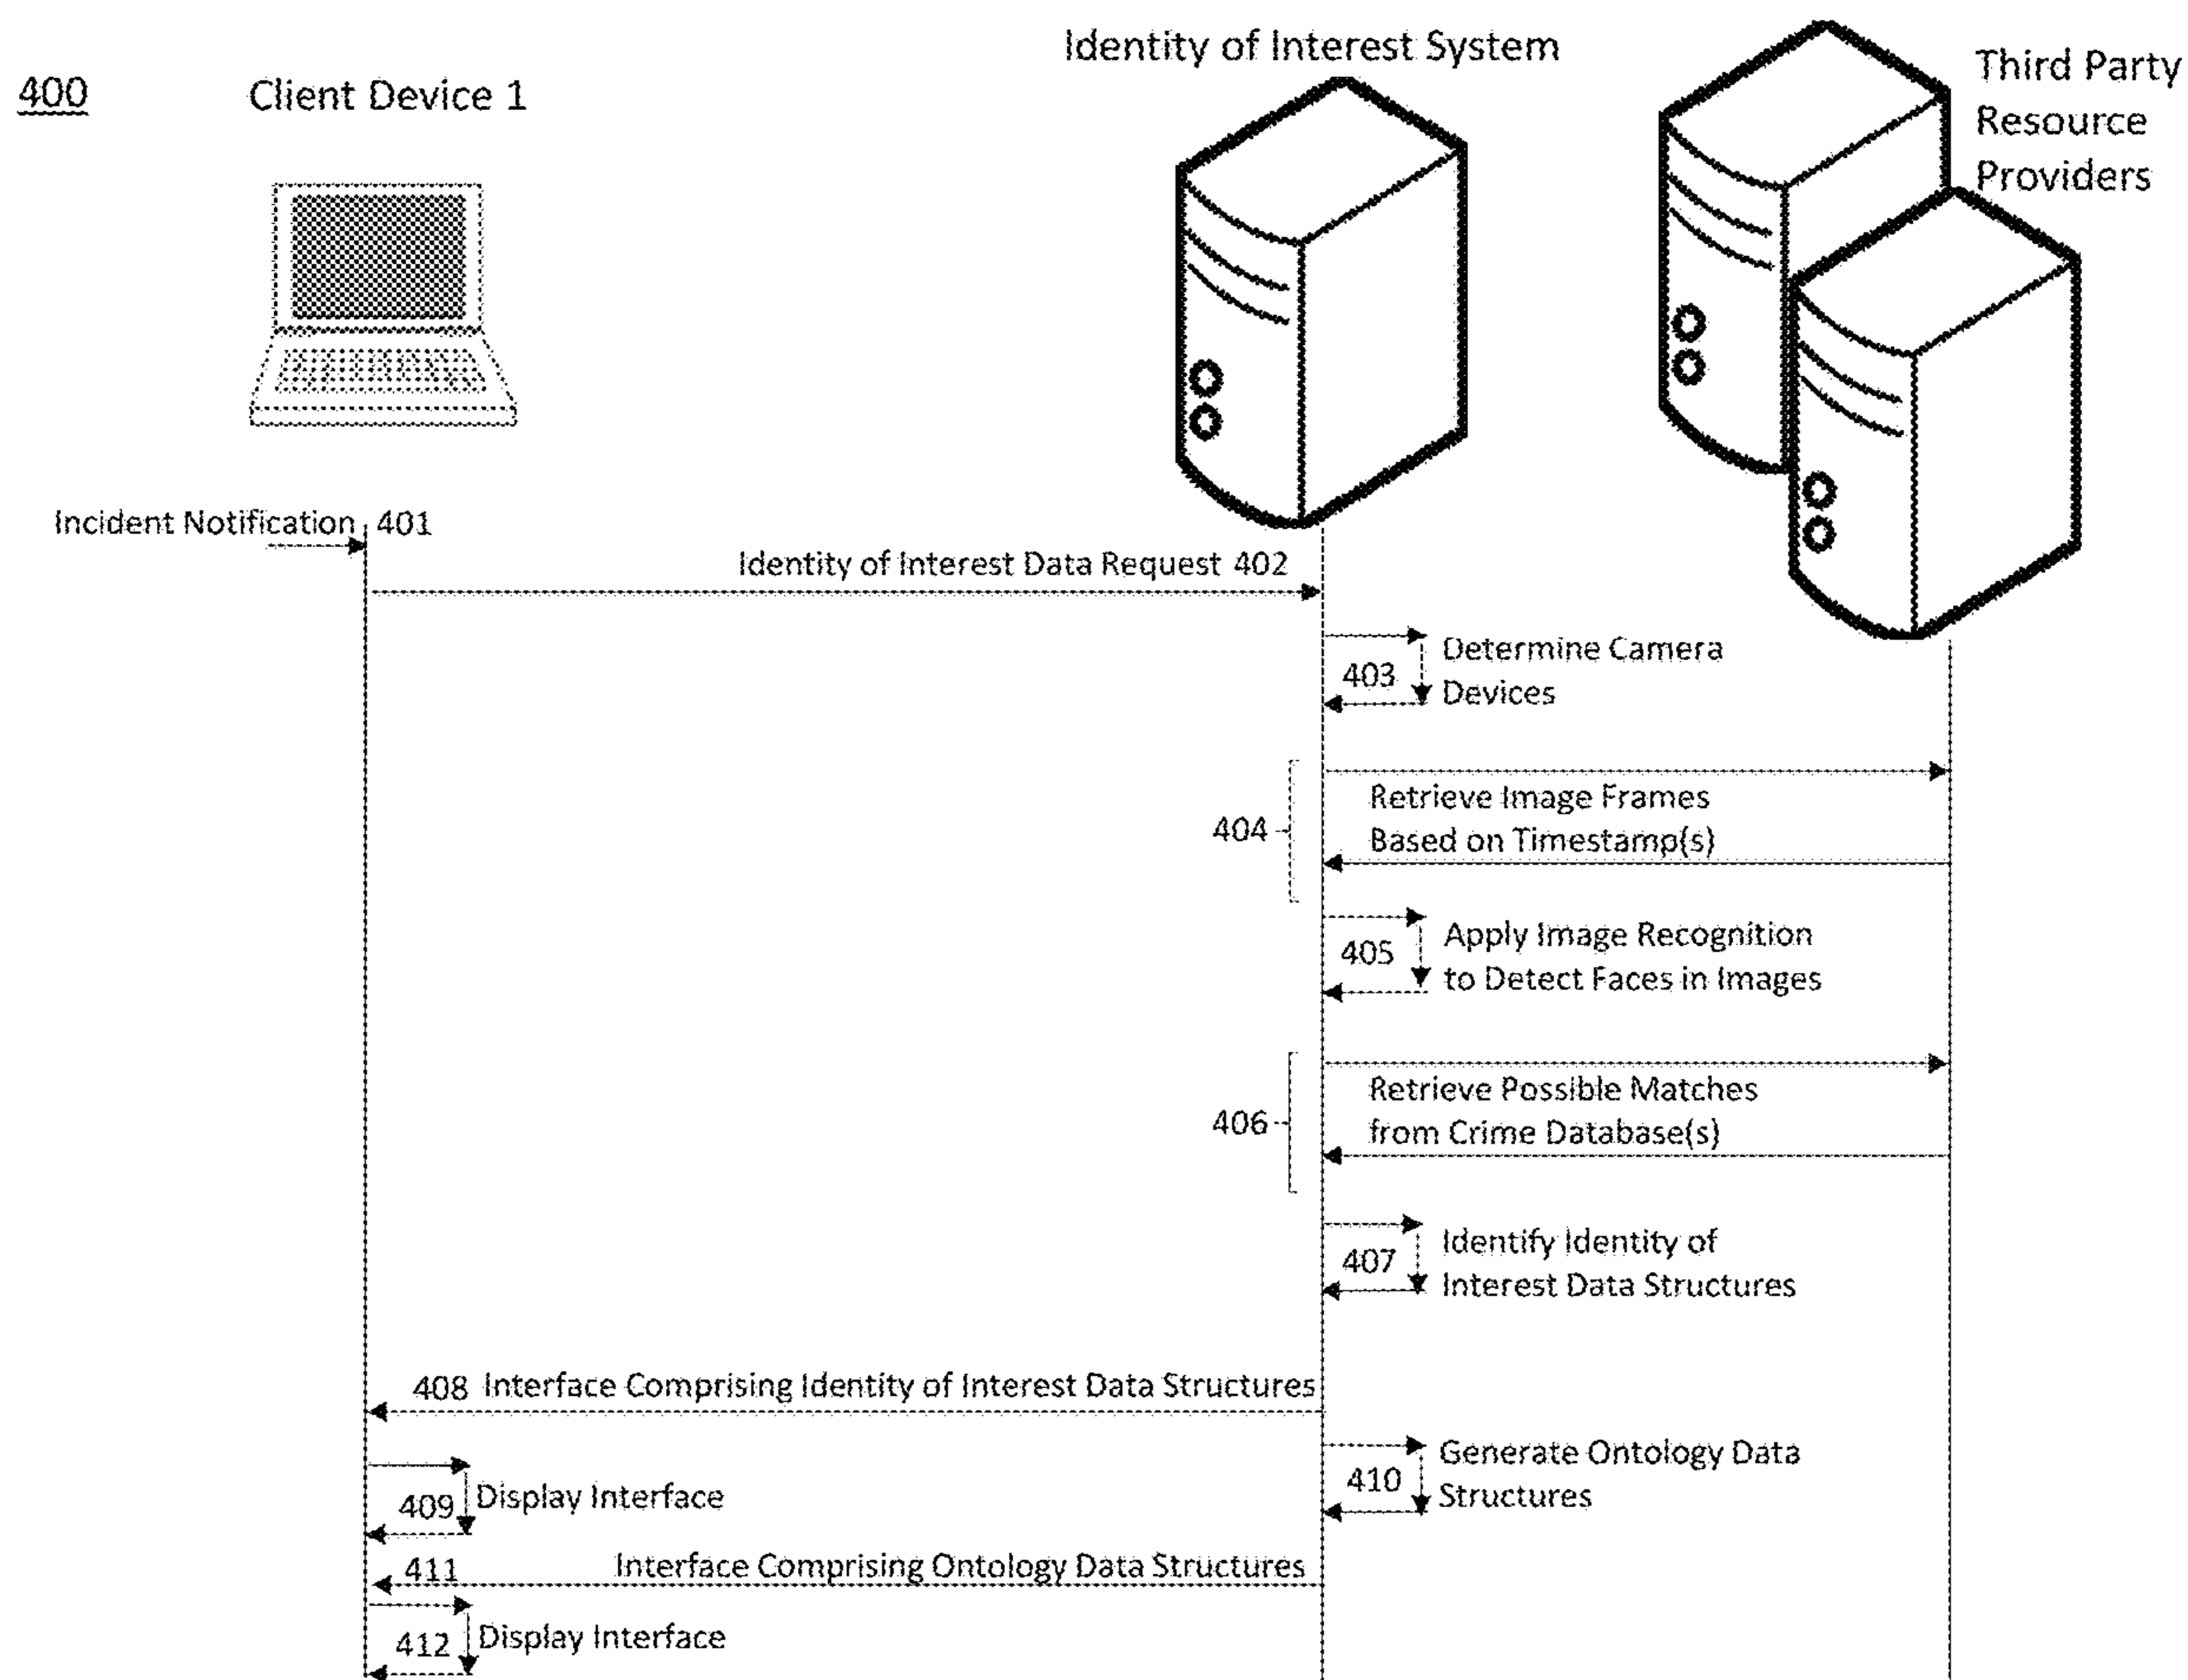 400
Client Device 1
Identity of Interest System
Third Party
Resource
Providers
Incident Notification 401
Identity of Interest Data Request 402
403
Determine Camera
Devices
404
Retrieve Image Frames
Based on Timestamp(s)
405
Apply Image Recognition
to Detect Faces in Images
406
Retrieve Possible Matches
from Crime Database(s)
407
Identify Identity of
Interest Data Structures
408 Interface Comprising Identity of Interest Data Structures
409 Display Interface
410
Generate Ontology Data
Structures
411 Interface Comprising Ontology Data Structures
412 Display Interface